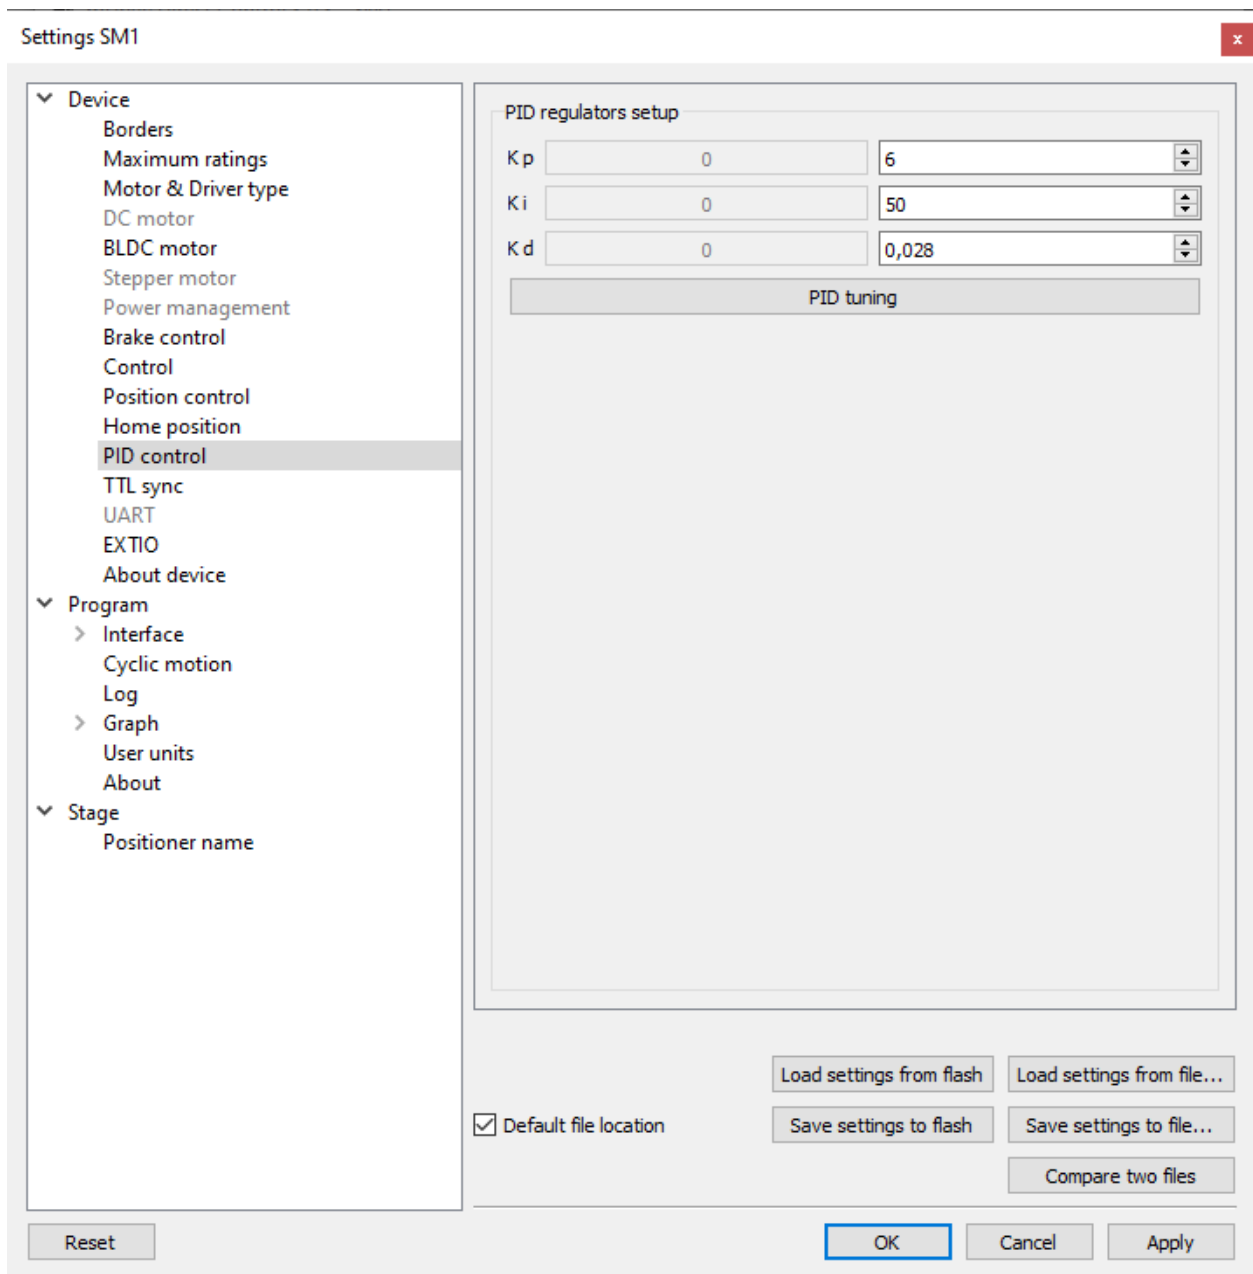 Settings SM1
x
Device
Borders
Maximum ratings
Motor & Driver type
DC motor
BLDC motor
Stepper motor
Power management
Brake control
Control
Position control
Home position
PID control
TTL sync
UART
EXTIO
About device
Program
Interface
Cyclic motion
Log
Graph
User units
About
Stage
Positioner name
PID regulators setup
Kp 0 6
Ki 0 50
Kd 0 0,028
PID tuning
Load settings from flash Load settings from file...
Default file location Save settings to flash Save settings to file...
Compare two files
Reset OK Cancel Apply